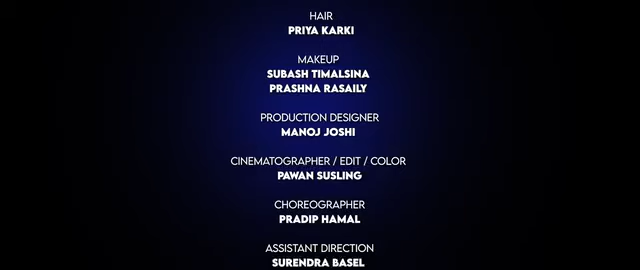 HAIR
PRIYA KARKI
MAKEUP
SUBASH TIMALSINA
PRASHNA RASAILY
PRODUCTION DESIGNER
MANOJ JOSHI
CINEMATOGRAPHER / EDIT / COLOR
PAWAN SUSLING
CHOREOGRAPHER
PRADIP HAMAL
ASSISTANT DIRECTION
SURENDRA BASEL